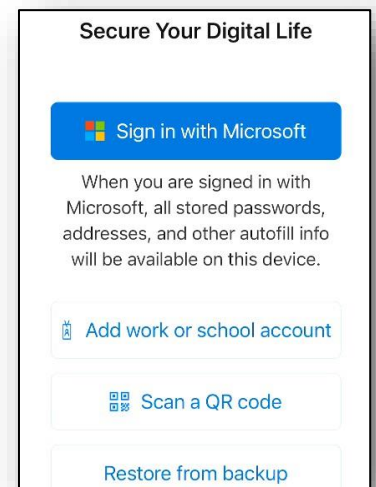 Secure Your Digital Life
Sign in with Microsoft
When you are signed in with
Microsoft, all stored passwords,
addresses, and other autofill info
will be available on this device.
Add work or school account
Scan a QR code
Restore from backup